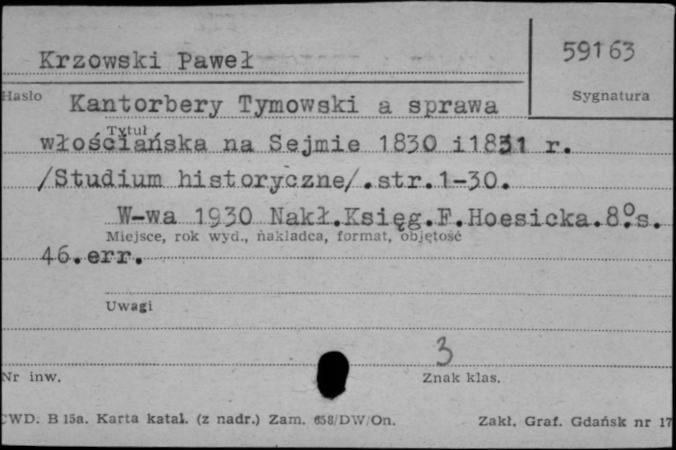 Krzowski Paweł
59163
Hasło
Sygnatura
Kantorbery Tymowski a sprawa
Tytuł
włościańska na Sejmie 1830 i1831 r.
/Studium historyczne/.str.1-30.
W-wa 1930 Nakł.Księg.F.Hoesicka.8⁰.s.
Miejsce, rok wyd., nakładca, format, objętość
46.err.
Uwagi
3
Nr inw.
Znak klas.
CWD. B 15a. Karta katal. (z nadr.) Zam. 658/DW/On.
Zakł. Graf. Gdańsk nr 17